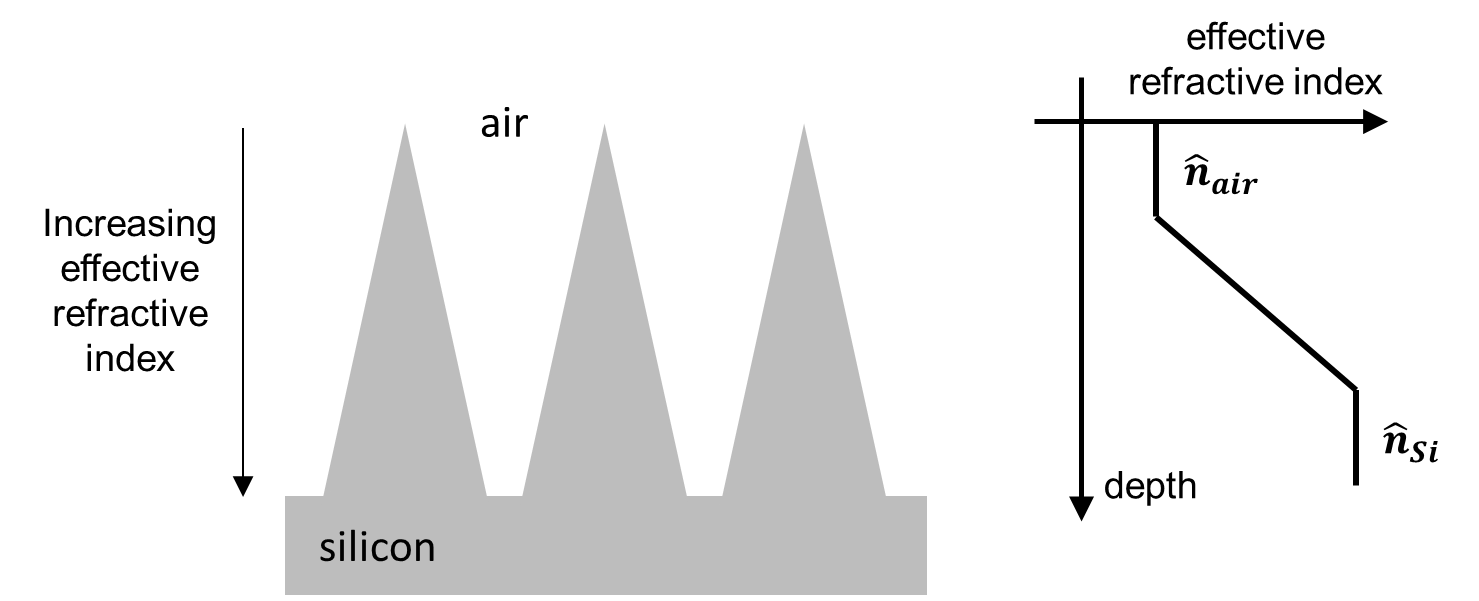 effective
refractive index
air
n̂air
Increasing
effective
refractive
index
n̂Si
depth
silicon